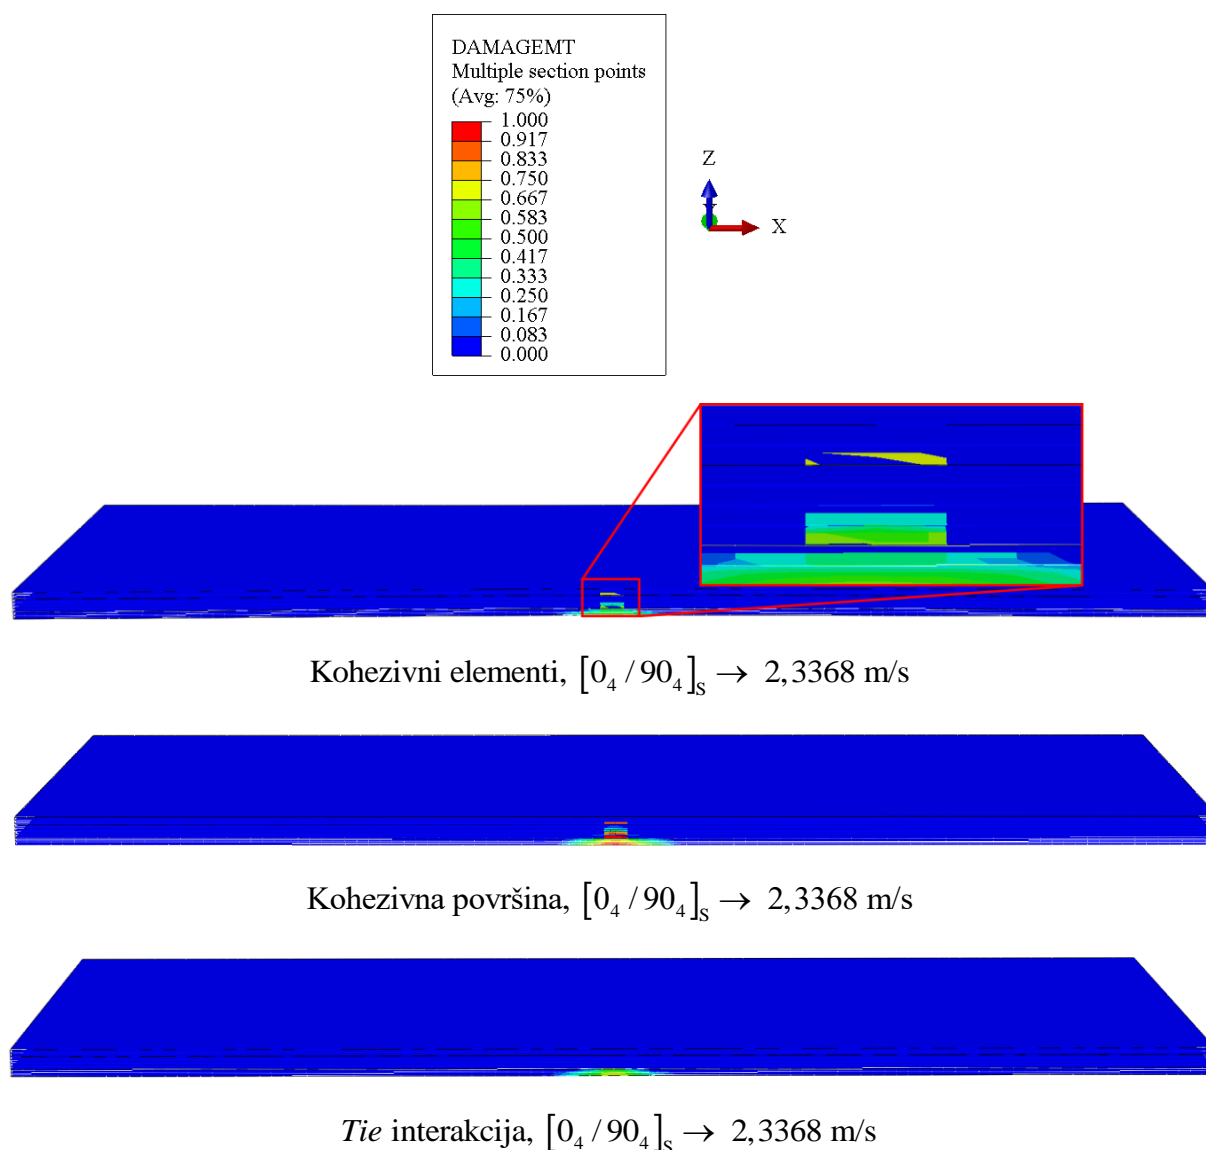 DAMAGEMT
Multiple section points
(Avg: 75%)
1.000
0.917
0.833
0.750
0.667
0.583
0.500
0.417
0.333
0.250
0.167
0.083
0.000
Z
X
Kohezivni elementi, [0₄ / 90₄]ₛ → 2,3368 m/s
Kohezivna površina, [0₄ / 90₄]ₛ → 2,3368 m/s
Tie interakcija, [0₄ / 90₄]ₛ → 2,3368 m/s